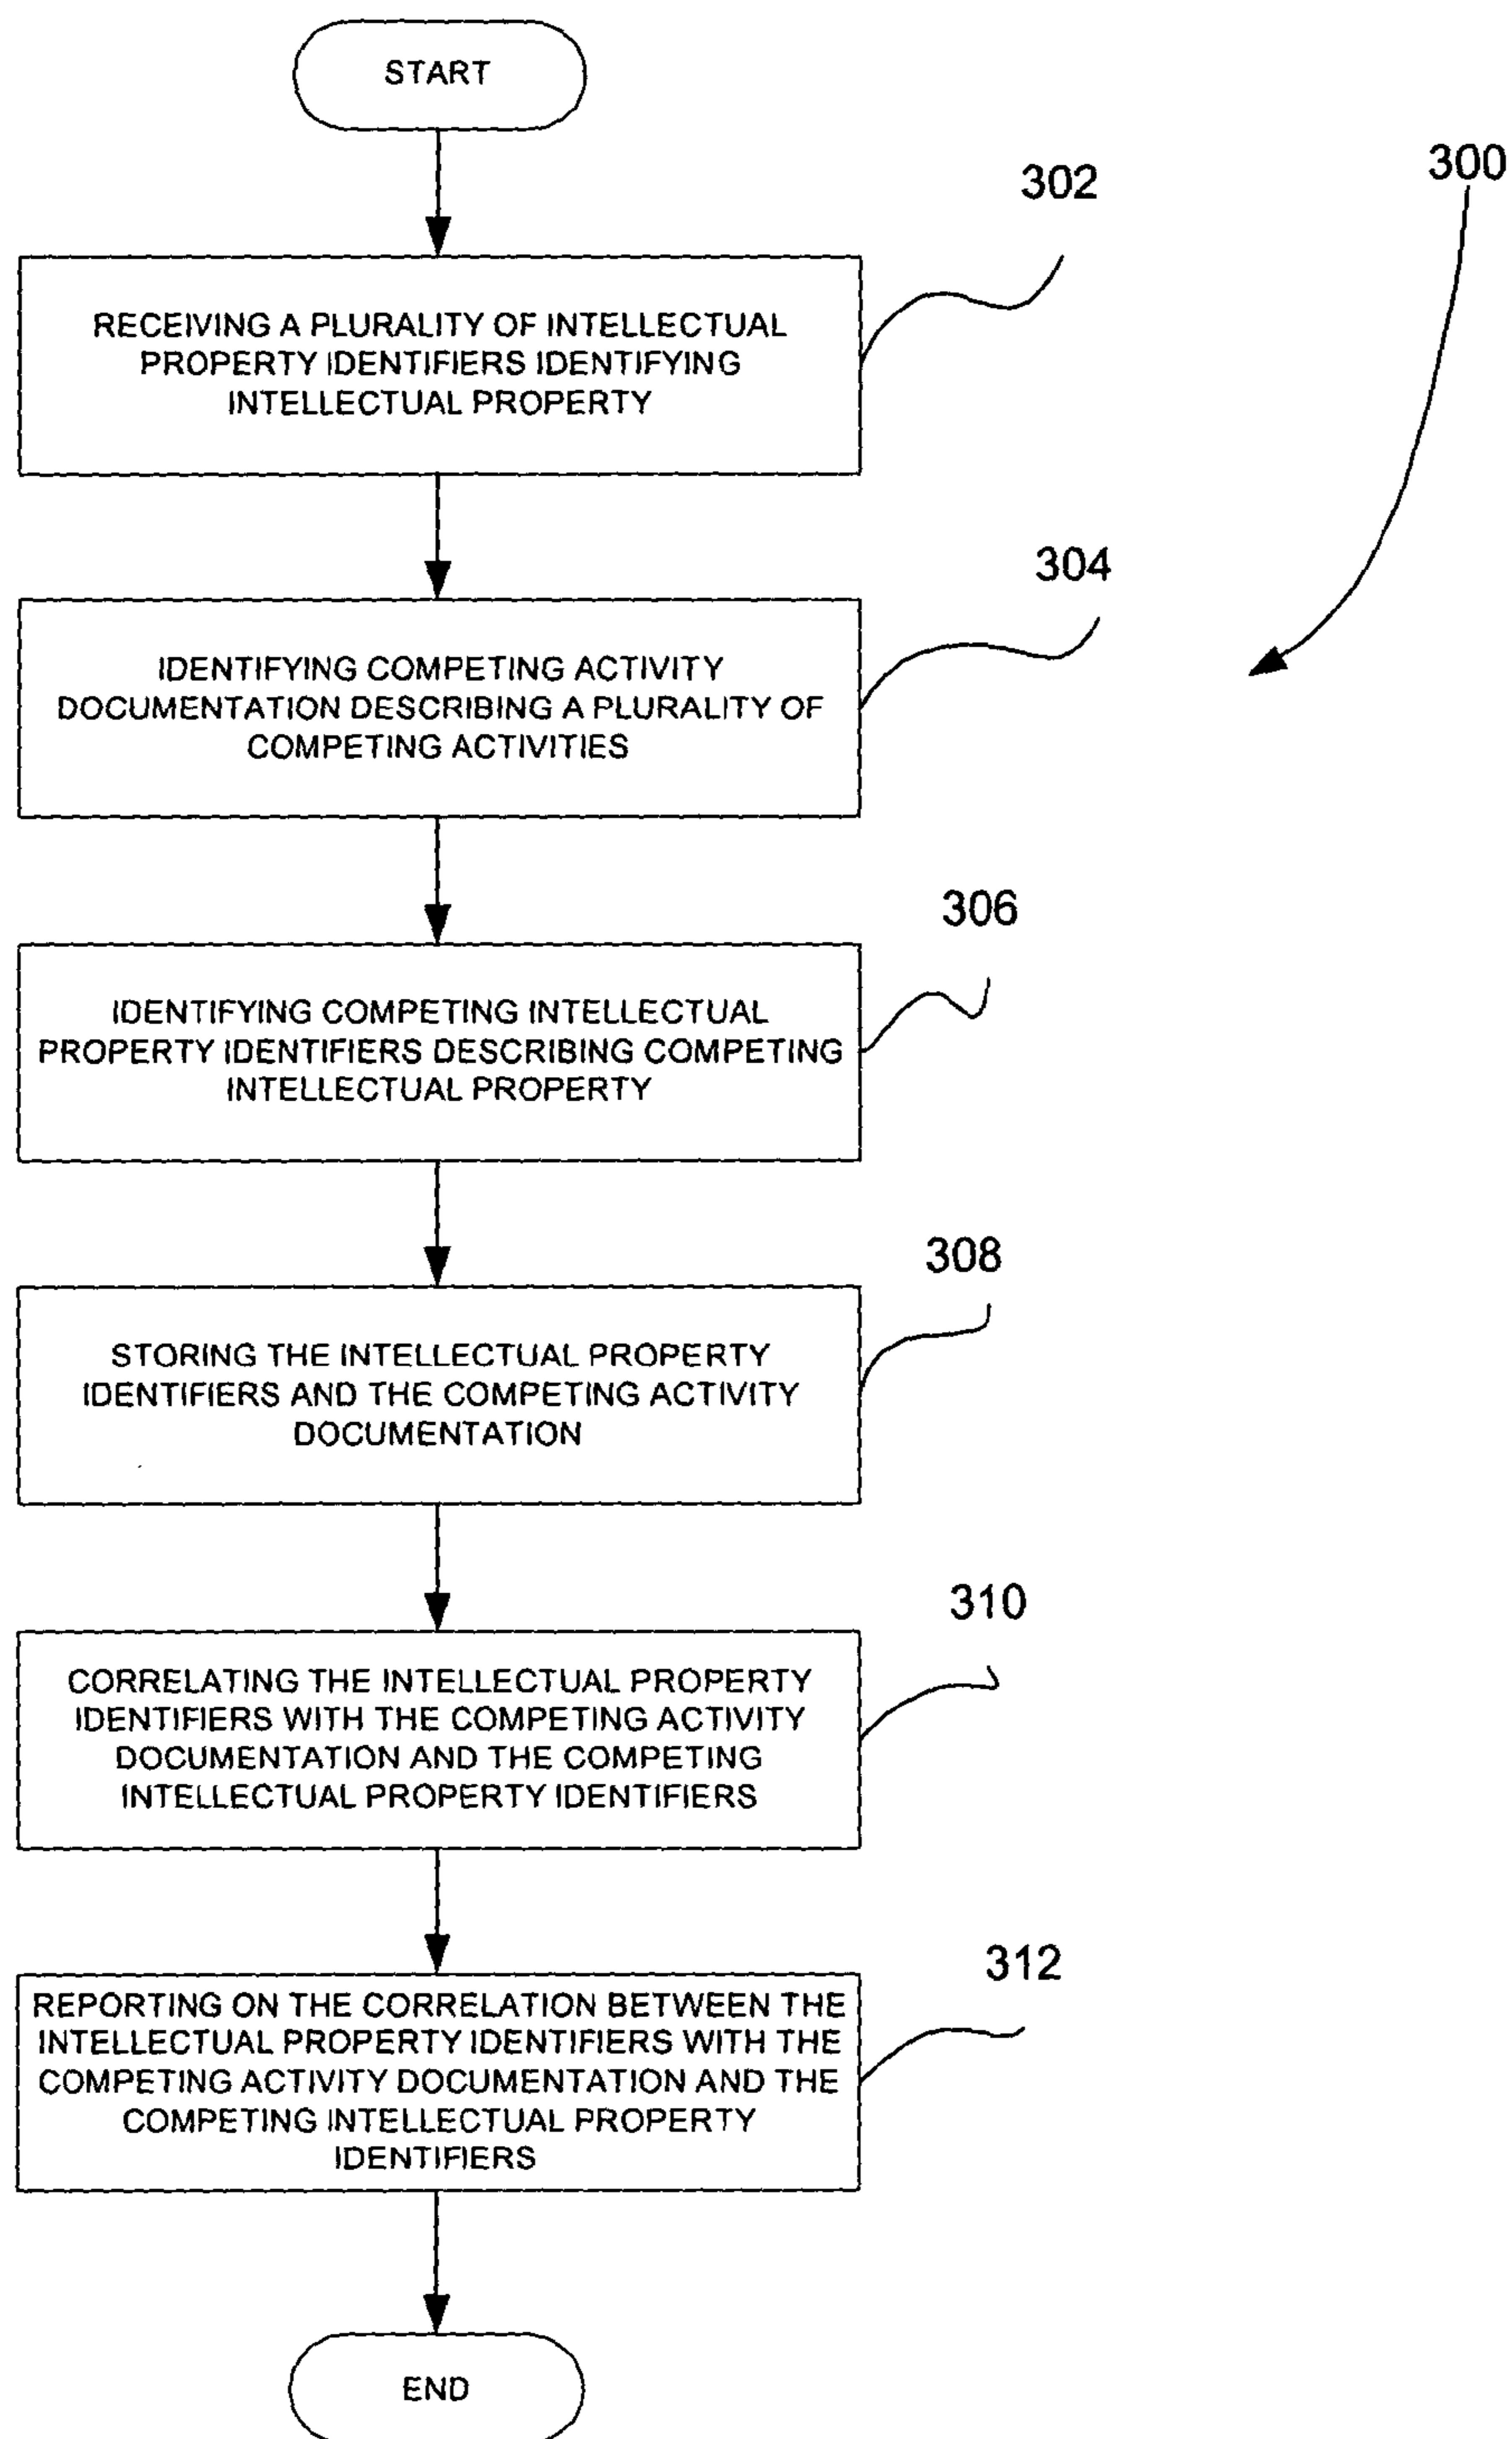 START
300
302
RECEIVING A PLURALITY OF INTELLECTUAL
PROPERTY IDENTIFIERS IDENTIFYING
INTELLECTUAL PROPERTY
304
IDENTIFYING COMPETING ACTIVITY
DOCUMENTATION DESCRIBING A PLURALITY OF
COMPETING ACTIVITIES
306
IDENTIFYING COMPETING INTELLECTUAL
PROPERTY IDENTIFIERS DESCRIBING COMPETING
INTELLECTUAL PROPERTY
308
STORING THE INTELLECTUAL PROPERTY
IDENTIFIERS AND THE COMPETING ACTIVITY
DOCUMENTATION
310
CORRELATING THE INTELLECTUAL PROPERTY
IDENTIFIERS WITH THE COMPETING ACTIVITY
DOCUMENTATION AND THE COMPETING
INTELLECTUAL PROPERTY IDENTIFIERS
312
REPORTING ON THE CORRELATION BETWEEN THE
INTELLECTUAL PROPERTY IDENTIFIERS WITH THE
COMPETING ACTIVITY DOCUMENTATION AND THE
COMPETING INTELLECTUAL PROPERTY
IDENTIFIERS
END